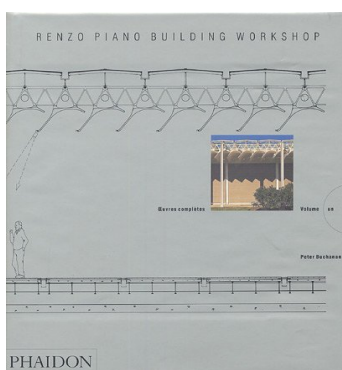 RENZO PIANO BUILDING WORKSHOP
Œuvres complètes Volume un
Peter Buchanan
PHAIDON